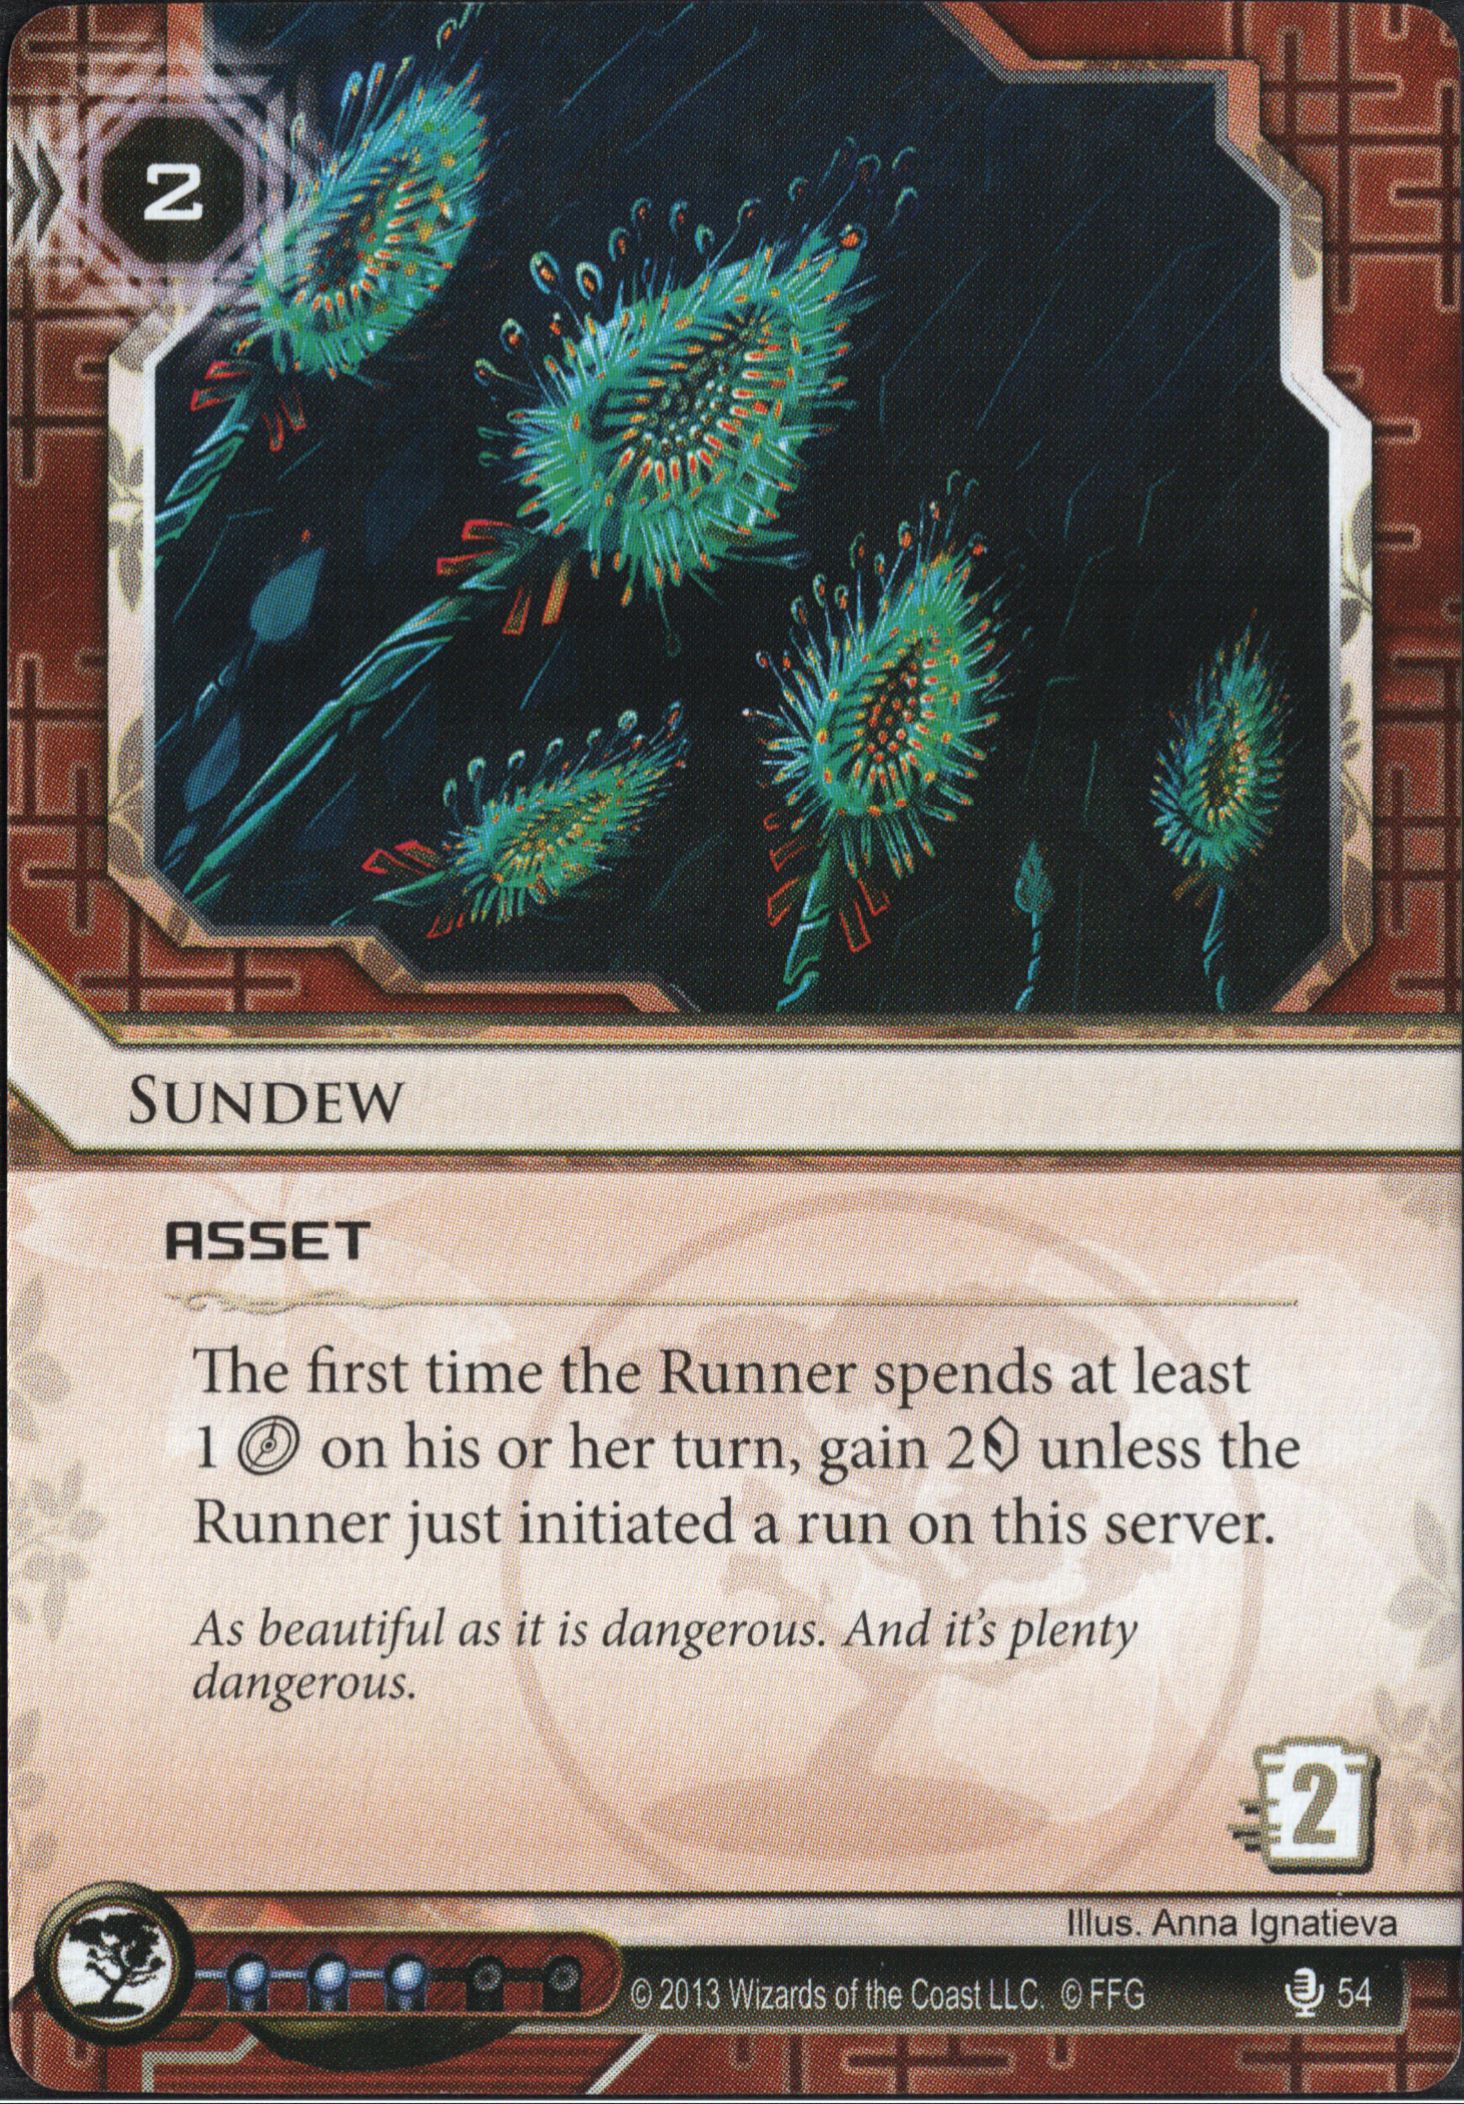 2
SUNDEW
ASSET
The first time the Runner spends at least
1 on his or her turn, gain 2 unless the
Runner just initiated a run on this server.
As beautiful as it is dangerous. And it's plenty
dangerous.
2
Illus. Anna Ignatieva
© 2013 Wizards of the Coast LLC. © FFG 54